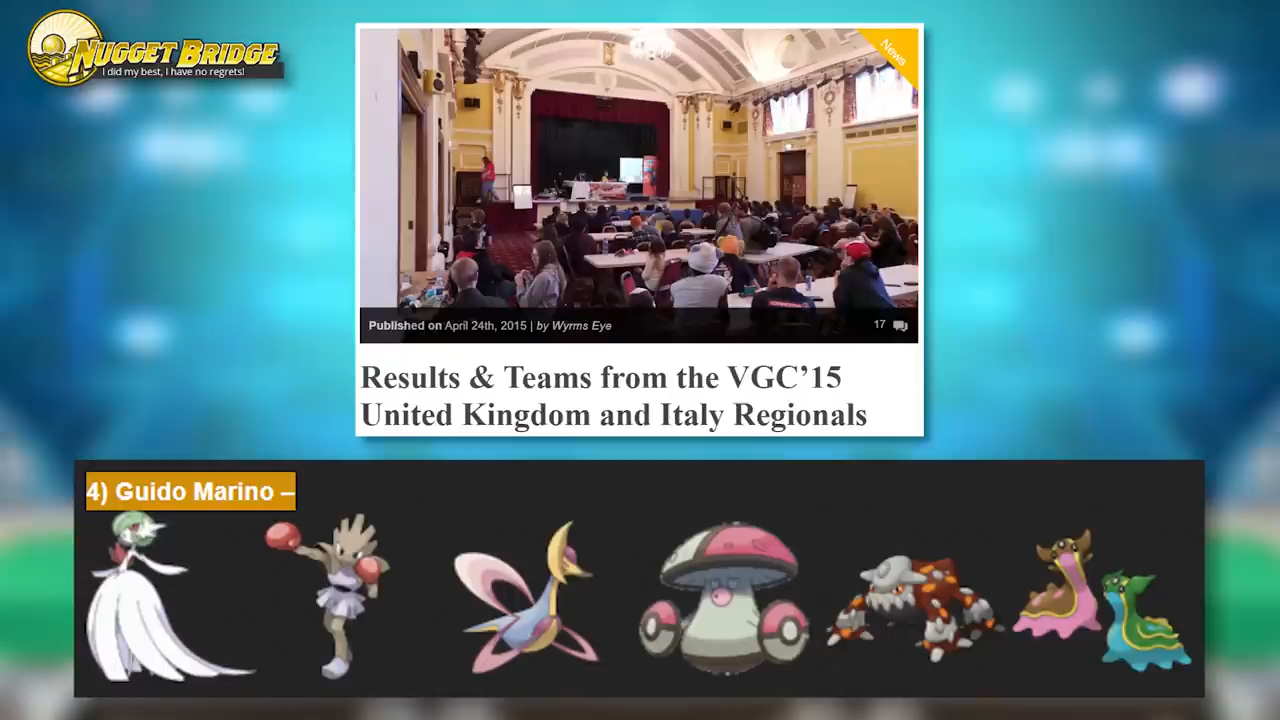 NUGGET BRIDGE
I did my best, I have no regrets!
News
Published on April 24th, 2015 | by Wyrms Eye
17
Results & Teams from the VGC’15
United Kingdom and Italy Regionals
4) Guido Marino –